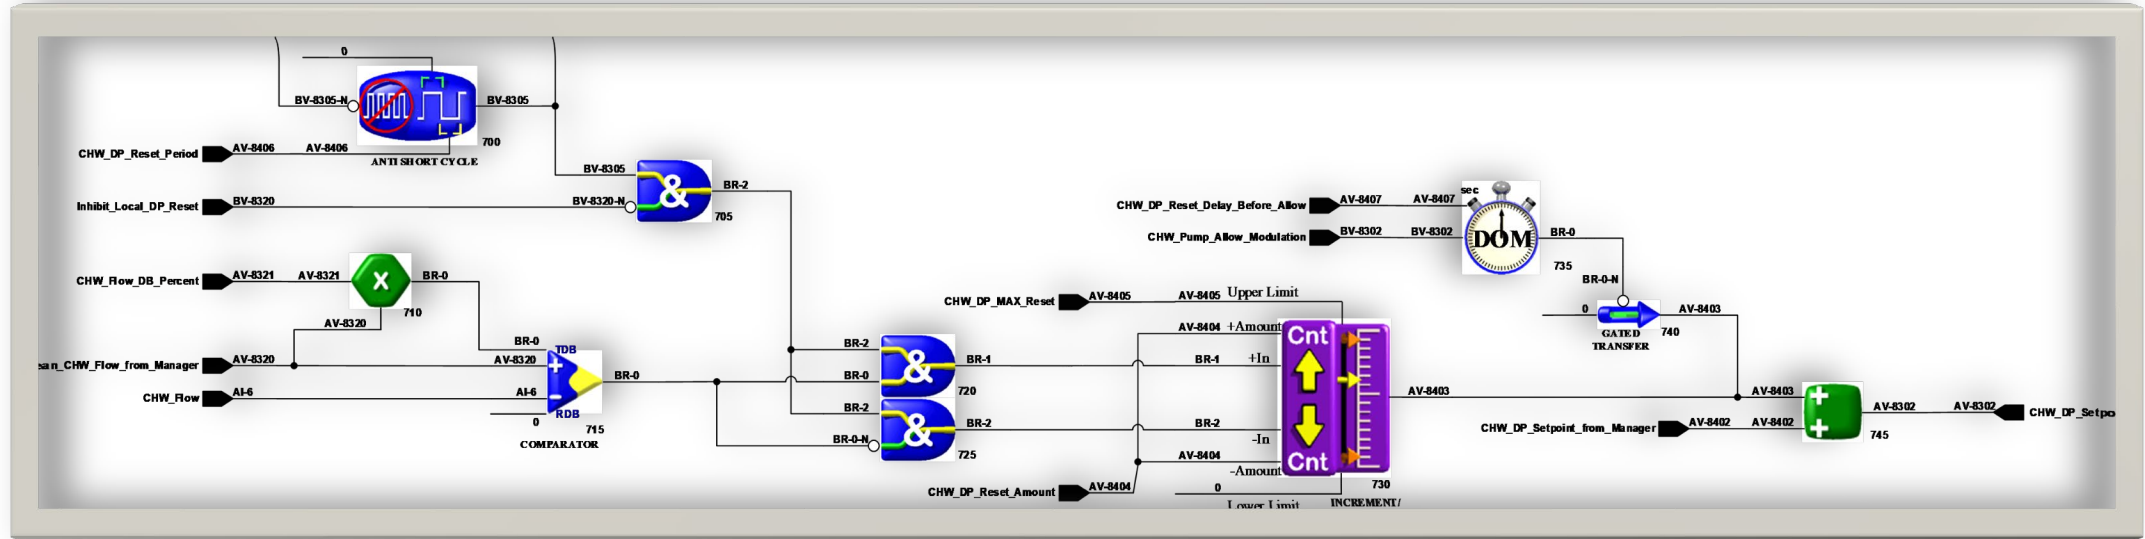 0
BV-8305-N
BV-8305
700
CHW_DP_Reset_Period
AV-8406
AV-8406
ANTI SHORT CYCLE
BV-8305
&
BR-2
705
Inhibit_Local_DP_Reset
BV-8320
BV-8320-N
CHW_Flow_DB_Percent
AV-8321
AV-8321
X
BR-0
710
AV-8320
BR-0
TDB
an_CHW_Flow_from_Manager
AV-8320
AV-8320
+
BR-0
CHW_Flow
AI-6
AI-6
-
RDB
0
715
COMPARATOR
BR-2
BR-0
&
BR-1
720
BR-2
BR-0-N
&
BR-2
725
CHW_DP_MAX_Reset
AV-8405
AV-8405
Upper Limit
AV-8404
+Amount
BR-1
+In
BR-2
-In
AV-8404
-Amount
CHW_DP_Reset_Amount
AV-8404
0
Lower Limit
Cnt
Cnt
730
INCREMENT/
AV-8403
CHW_DP_Reset_Delay_Before_Allow
AV-8407
AV-8407
sec
CHW_Pump_Allow_Modulation
BV-8302
BV-8302
DOM
BR-0
735
BR-0-N
0
AV-8403
GATED
TRANSFER
740
AV-8403
CHW_DP_Setpoint_from_Manager
AV-8402
AV-8402
+
+
745
AV-8302
AV-8302
CHW_DP_Setpo